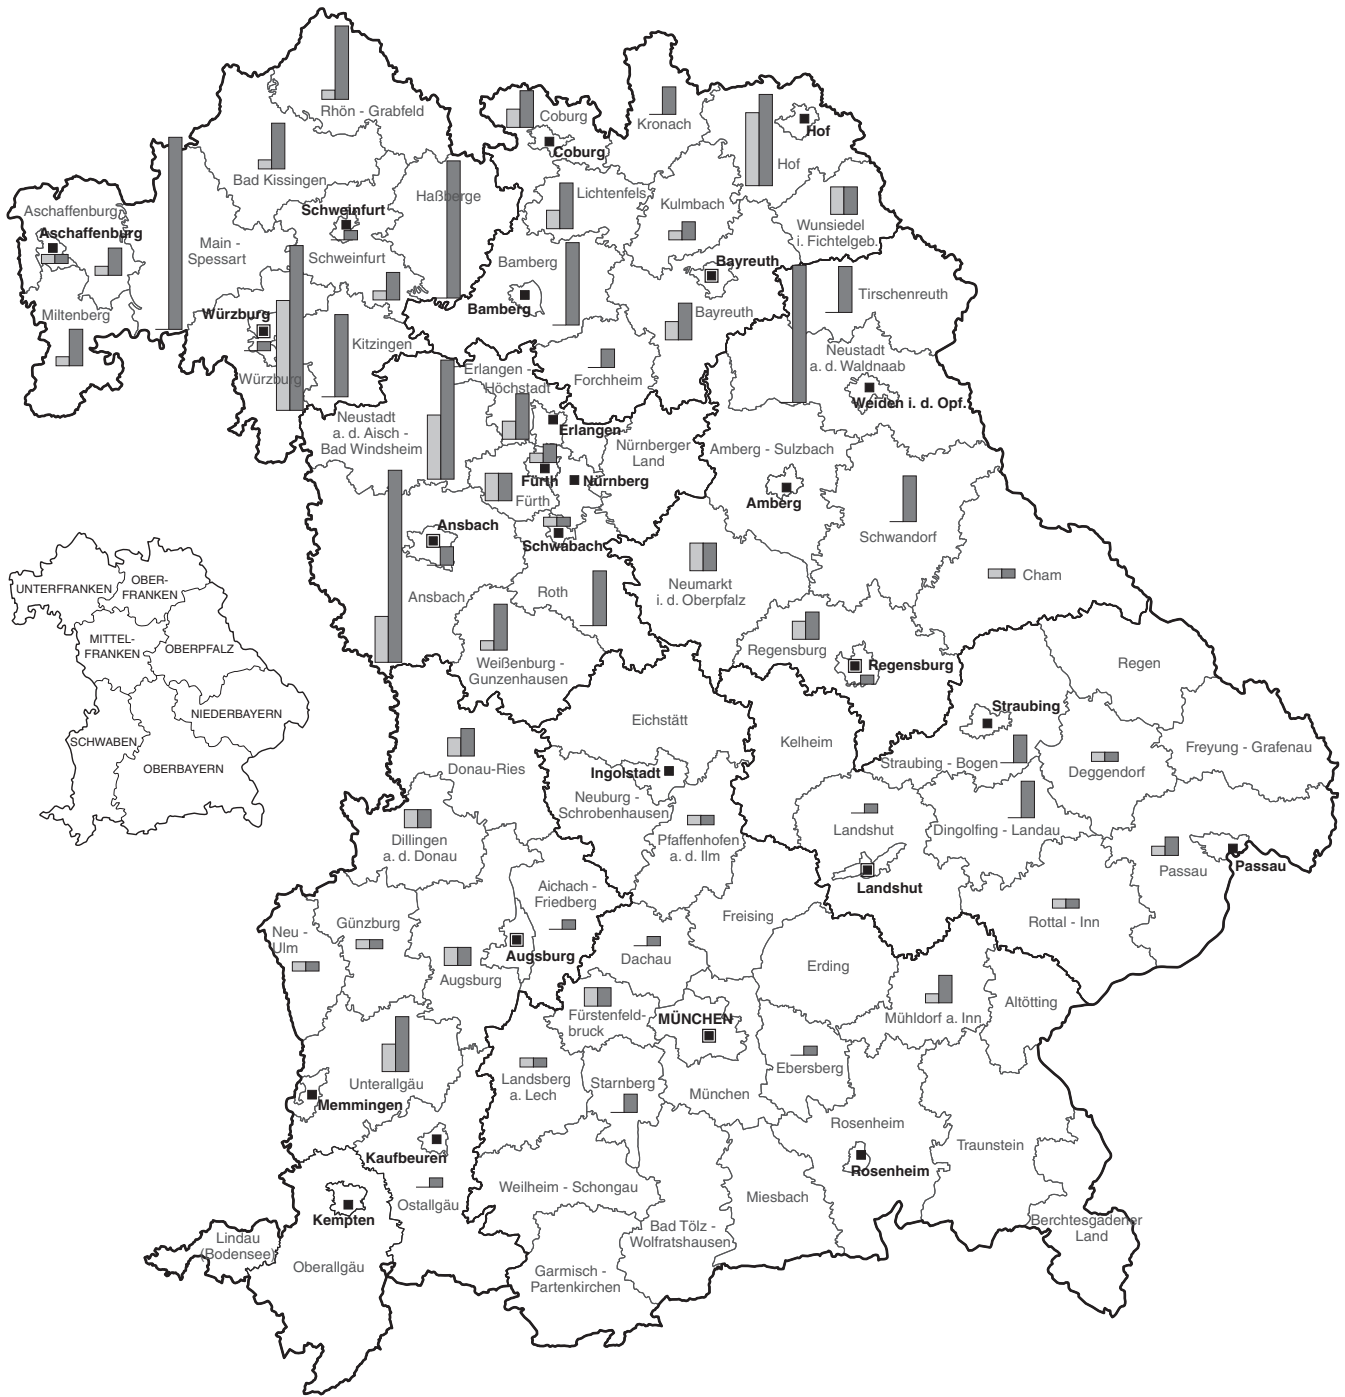 Rhön - Grabfeld
Coburg
Coburg
Kronach
Hof
Hof
Bad Kissingen
Haßberge
Lichtenfels
Kulmbach
Wunsiedel
i. Fichtelgeb.
Aschaffenburg
Aschaffenburg
Schweinfurt
Main -
Spessart
Schweinfurt
Bamberg
Bamberg
Bayreuth
Bayreuth
Tirschenreuth
Miltenberg
Würzburg
Würzburg
Kitzingen
Erlangen -
Höchstadt
Forchheim
Neustadt
a. d. Waldnaab
Weiden i. d. Opf.
Neustadt
a. d. Aisch -
Bad Windsheim
Erlangen
Nürnberger
Land
Amberg - Sulzbach
Fürth
Nürnberg
Fürth
Amberg
Ansbach
Schwabach
Schwandorf
Cham
Ansbach
Roth
Neumarkt
i. d. Oberpfalz
Weißenburg -
Gunzenhausen
Regensburg
Regensburg
Regen
UNTERFRANKEN
OBER-
FRANKEN
MITTEL-
FRANKEN
OBERPFALZ
NIEDERBAYERN
SCHWABEN
OBERBAYERN
Eichstätt
Kelheim
Straubing
Straubing - Bogen
Deggendorf
Freyung - Grafenau
Donau-Ries
Ingolstadt
Neuburg -
Schrobenhausen
Dillingen
a. d. Donau
Pfaffenhofen
a. d. Ilm
Landshut
Dingolfing - Landau
Landshut
Passau
Passau
Aichach -
Friedberg
Günzburg
Neu -
Ulm
Augsburg
Augsburg
Freising
Rottal - Inn
Dachau
Erding
Mühldorf a. Inn
Altötting
Fürstenfeld-
bruck
MÜNCHEN
Unterallgäu
Landsberg
a. Lech
Starnberg
München
Ebersberg
Memmingen
Rosenheim
Rosenheim
Traunstein
Kaufbeuren
Ostallgäu
Weilheim - Schongau
Miesbach
Kempten
Bad Tölz -
Wolfratshausen
Berchtesgadener
Land
Lindau
(Bodensee)
Oberallgäu
Garmisch -
Partenkirchen